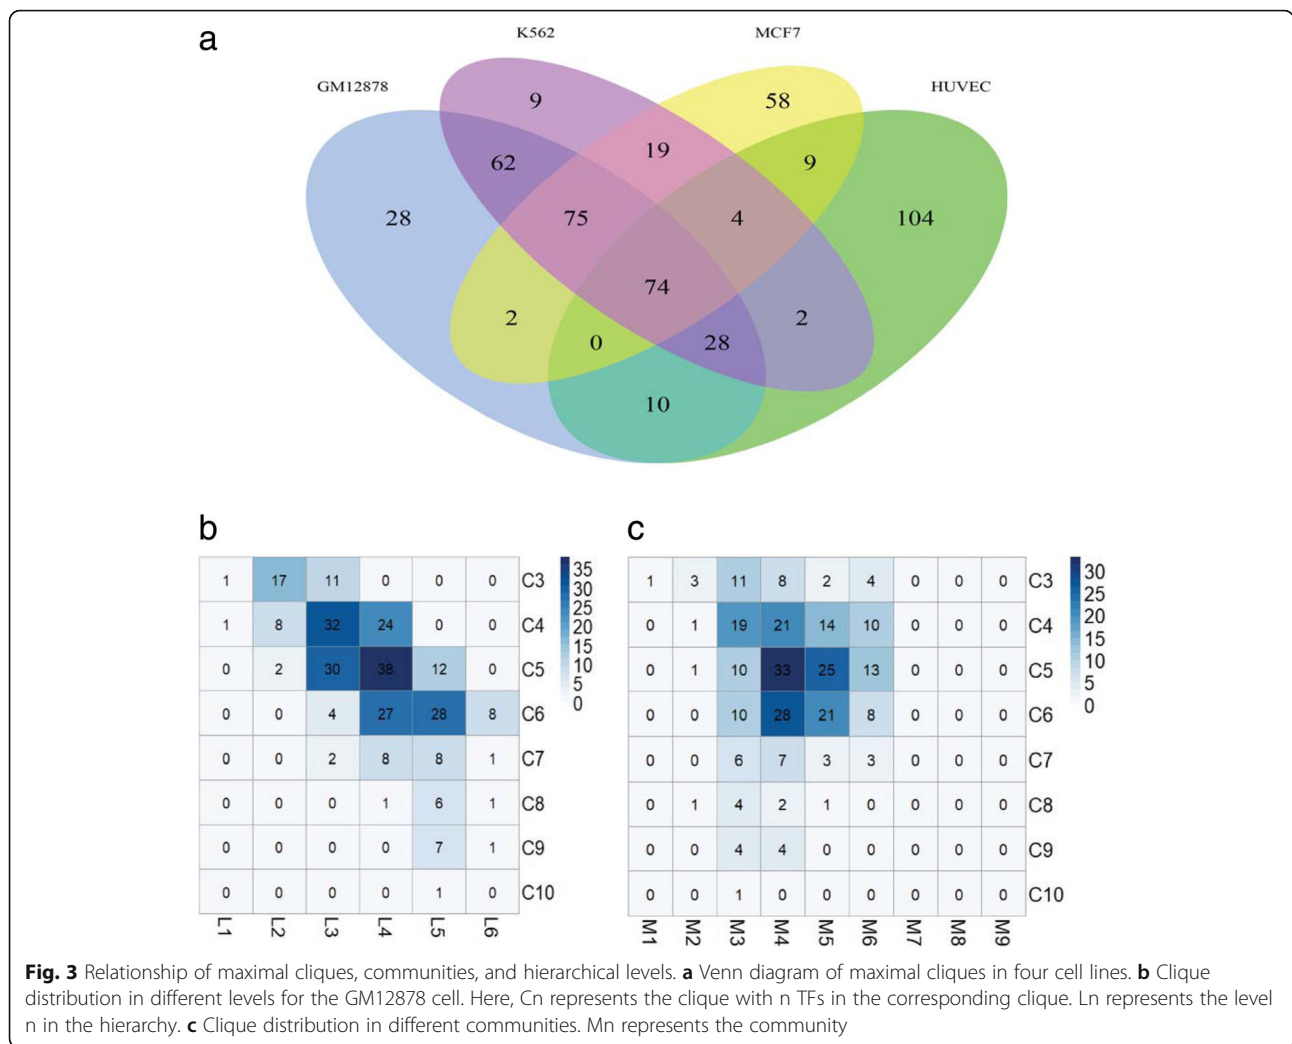 a
K562 MCF7
GM12878 HUVEC
9 58
62 19 9
28 75 4 104
74
2 0 28 2
10
b c
1 17 11 0 0 0 C3
1 8 32 24 0 0 C4
0 2 30 38 12 0 C5
0 0 4 27 28 8 C6
0 0 2 8 8 1 C7
0 0 0 1 6 1 C8
0 0 0 0 7 1 C9
0 0 0 0 1 0 C10
L1 L2 L3 L4 L5 L6
35
30
25
20
15
10
5
0
1 3 11 8 2 4 0 0 0 C3
0 1 19 21 14 10 0 0 0 C4
0 1 10 33 25 13 0 0 0 C5
0 0 10 28 21 8 0 0 0 C6
0 0 6 7 3 3 0 0 0 C7
0 1 4 2 1 0 0 0 0 C8
0 0 4 4 0 0 0 0 0 C9
0 0 1 0 0 0 0 0 0 C10
M1 M2 M3 M4 M5 M6 M7 M8 M9
30
25
20
15
10
5
0
Fig. 3 Relationship of maximal cliques, communities, and hierarchical levels. a Venn diagram of maximal cliques in four cell lines. b Clique
distribution in different levels for the GM12878 cell. Here, Cn represents the clique with n TFs in the corresponding clique. Ln represents the level
n in the hierarchy. c Clique distribution in different communities. Mn represents the community